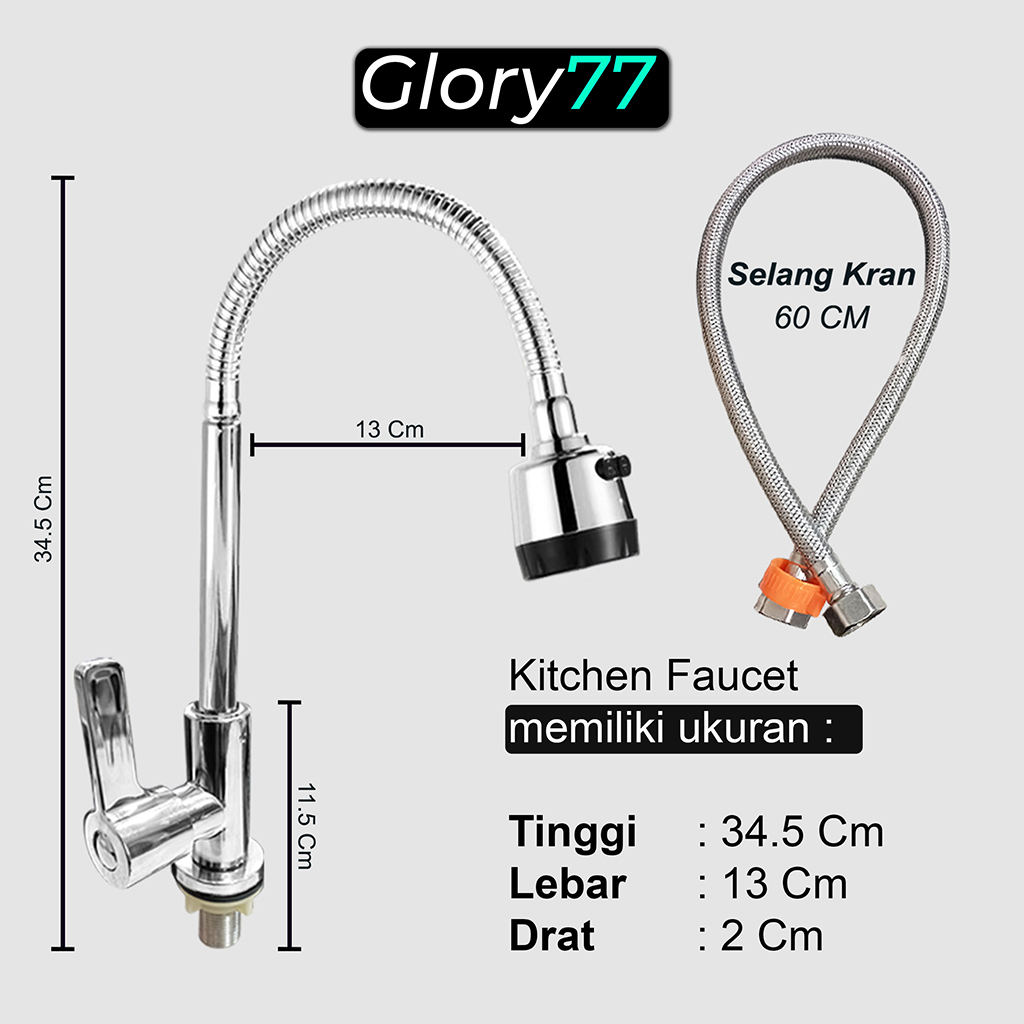 Glory77
Selang Kran
60 CM
13 Cm
34.5 Cm
11.5 Cm
Kitchen Faucet
memiliki ukuran :
Tinggi : 34.5 Cm
Lebar : 13 Cm
Drat : 2 Cm